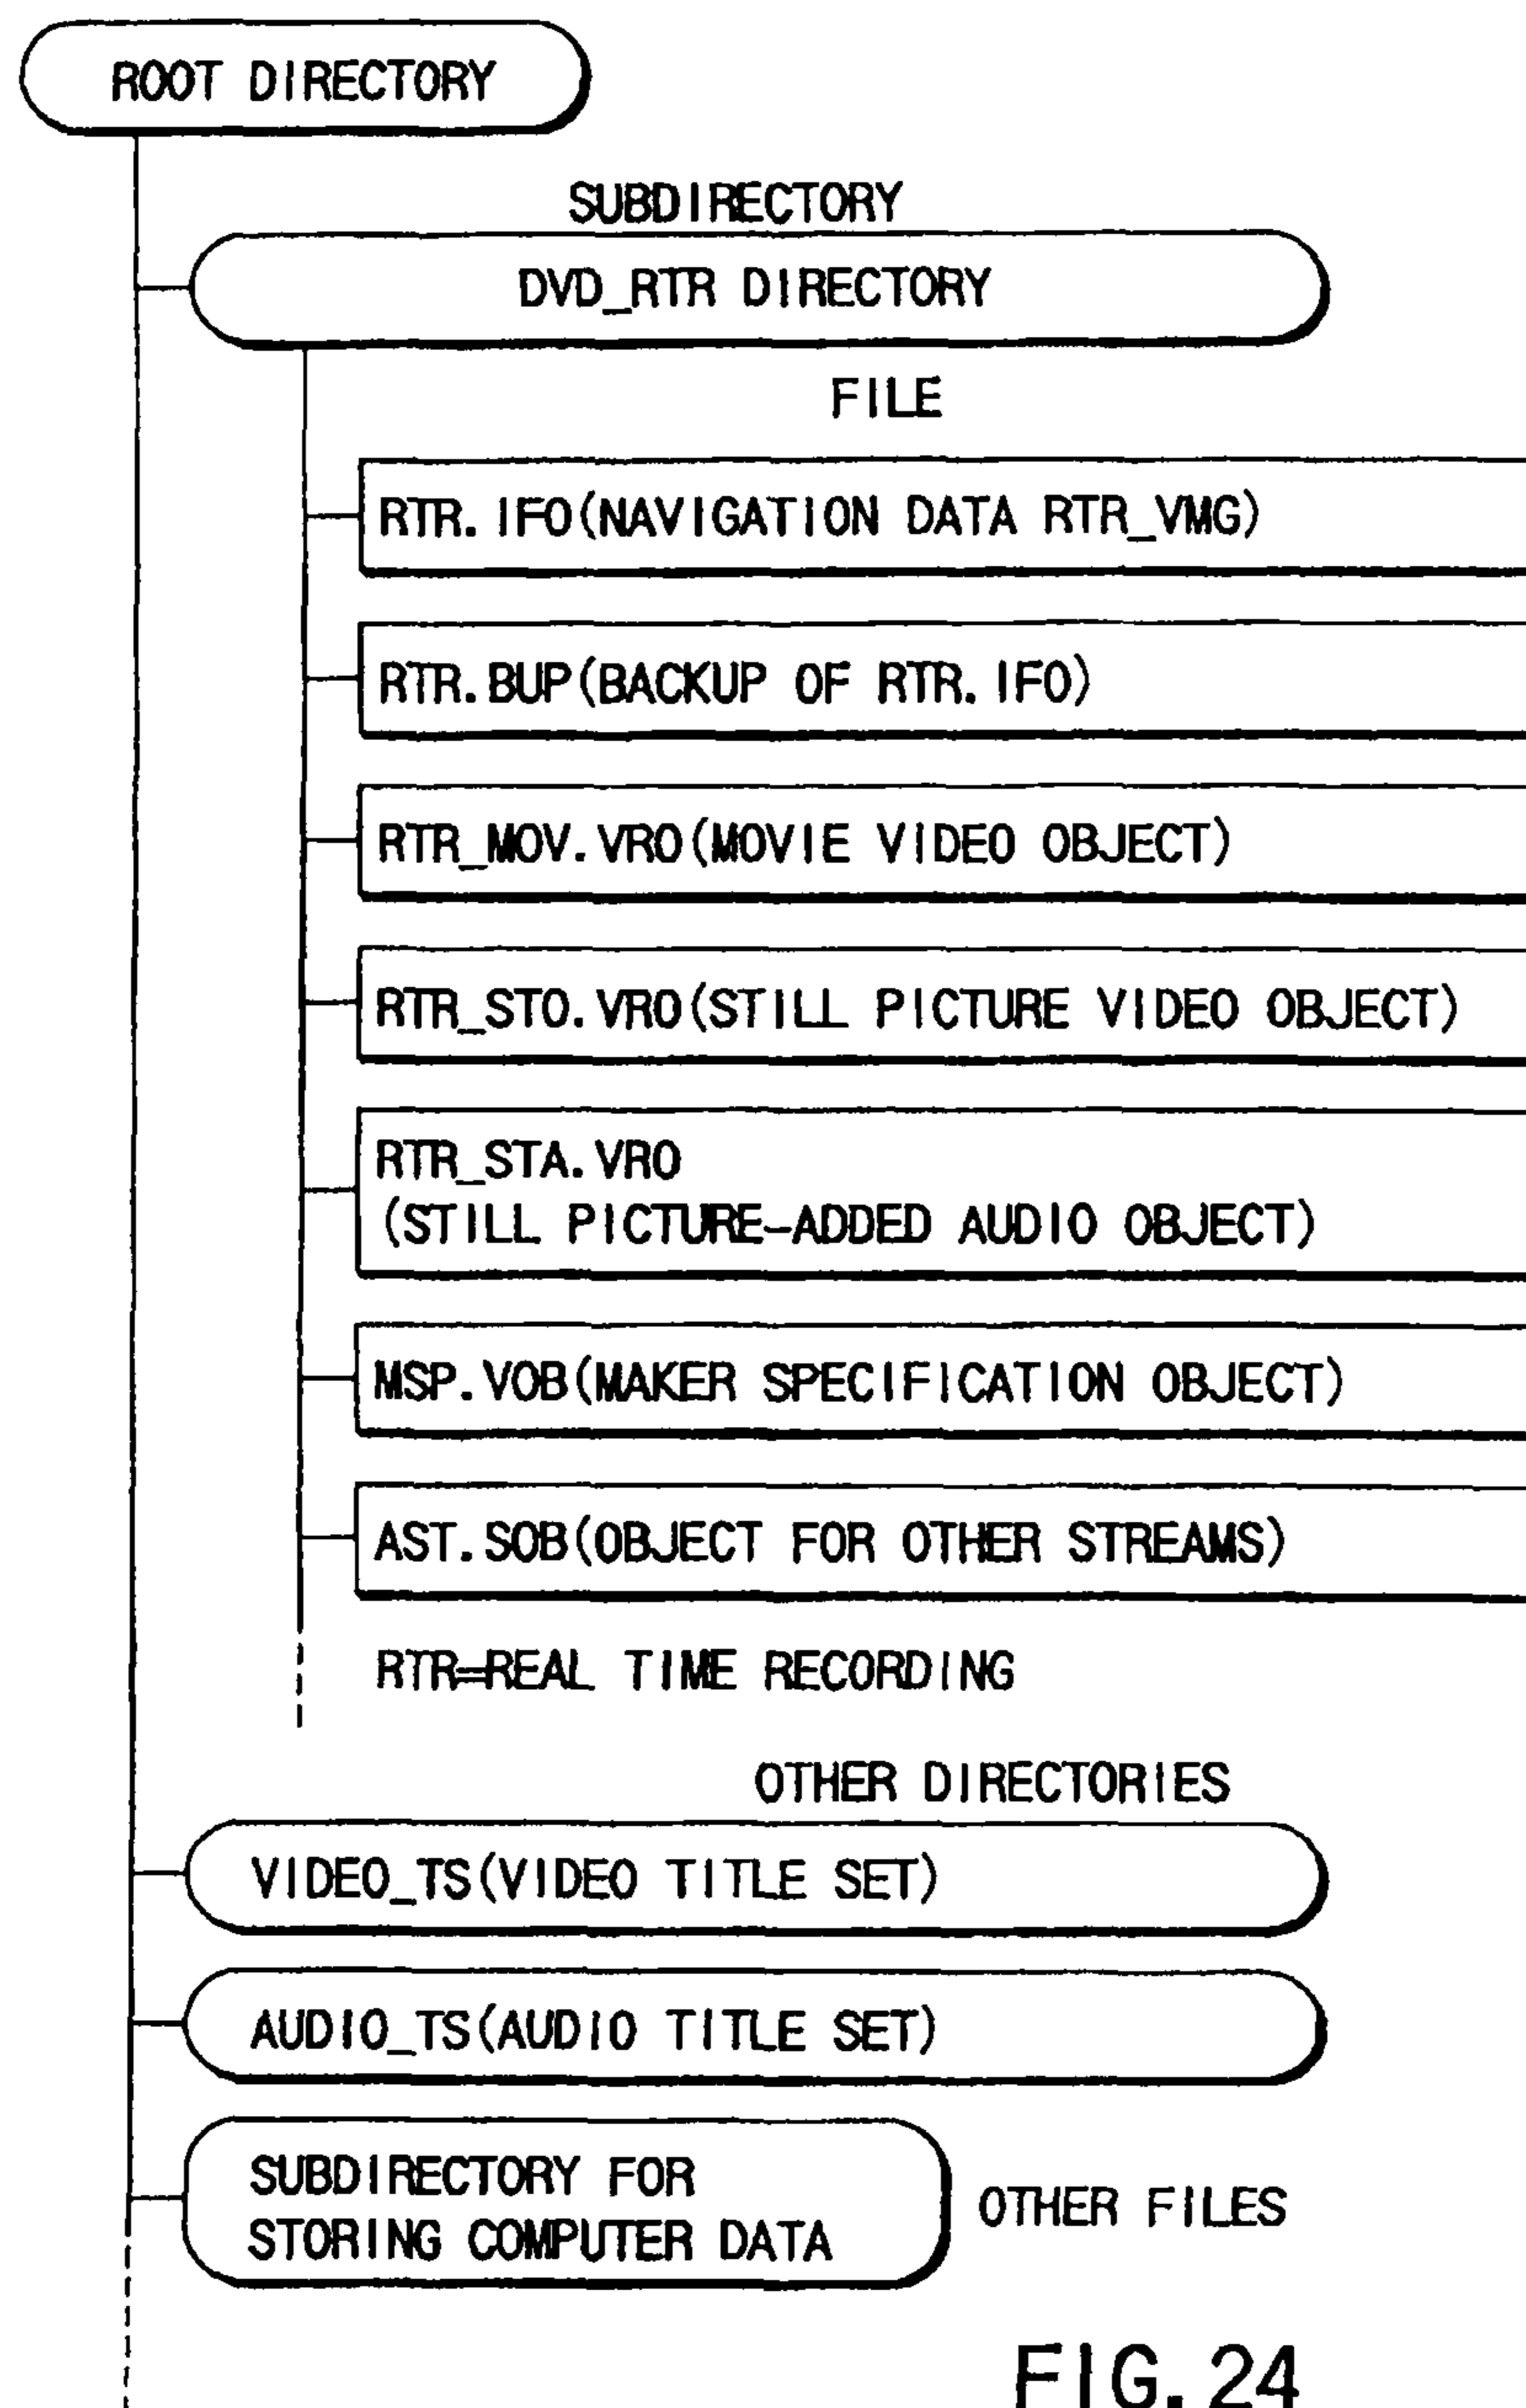 ROOT DIRECTORY
SUBDIRECTORY
DVD_RTR DIRECTORY
FILE
RTR.IFO(NAVIGATION DATA RTR_VMG)
RTR.BUP(BACKUP OF RTR.IFO)
RTR_MOV.VRO(MOVIE VIDEO OBJECT)
RTR_STO.VRO(STILL PICTURE VIDEO OBJECT)
RTR_STA.VRO
(STILL PICTURE-ADDED AUDIO OBJECT)
MSP.VOB(MAKER SPECIFICATION OBJECT)
AST.SOB(OBJECT FOR OTHER STREAMS)
RTR=REAL TIME RECORDING
OTHER DIRECTORIES
VIDEO_TS(VIDEO TITLE SET)
AUDIO_TS(AUDIO TITLE SET)
SUBDIRECTORY FOR
STORING COMPUTER DATA
OTHER FILES
FIG.24